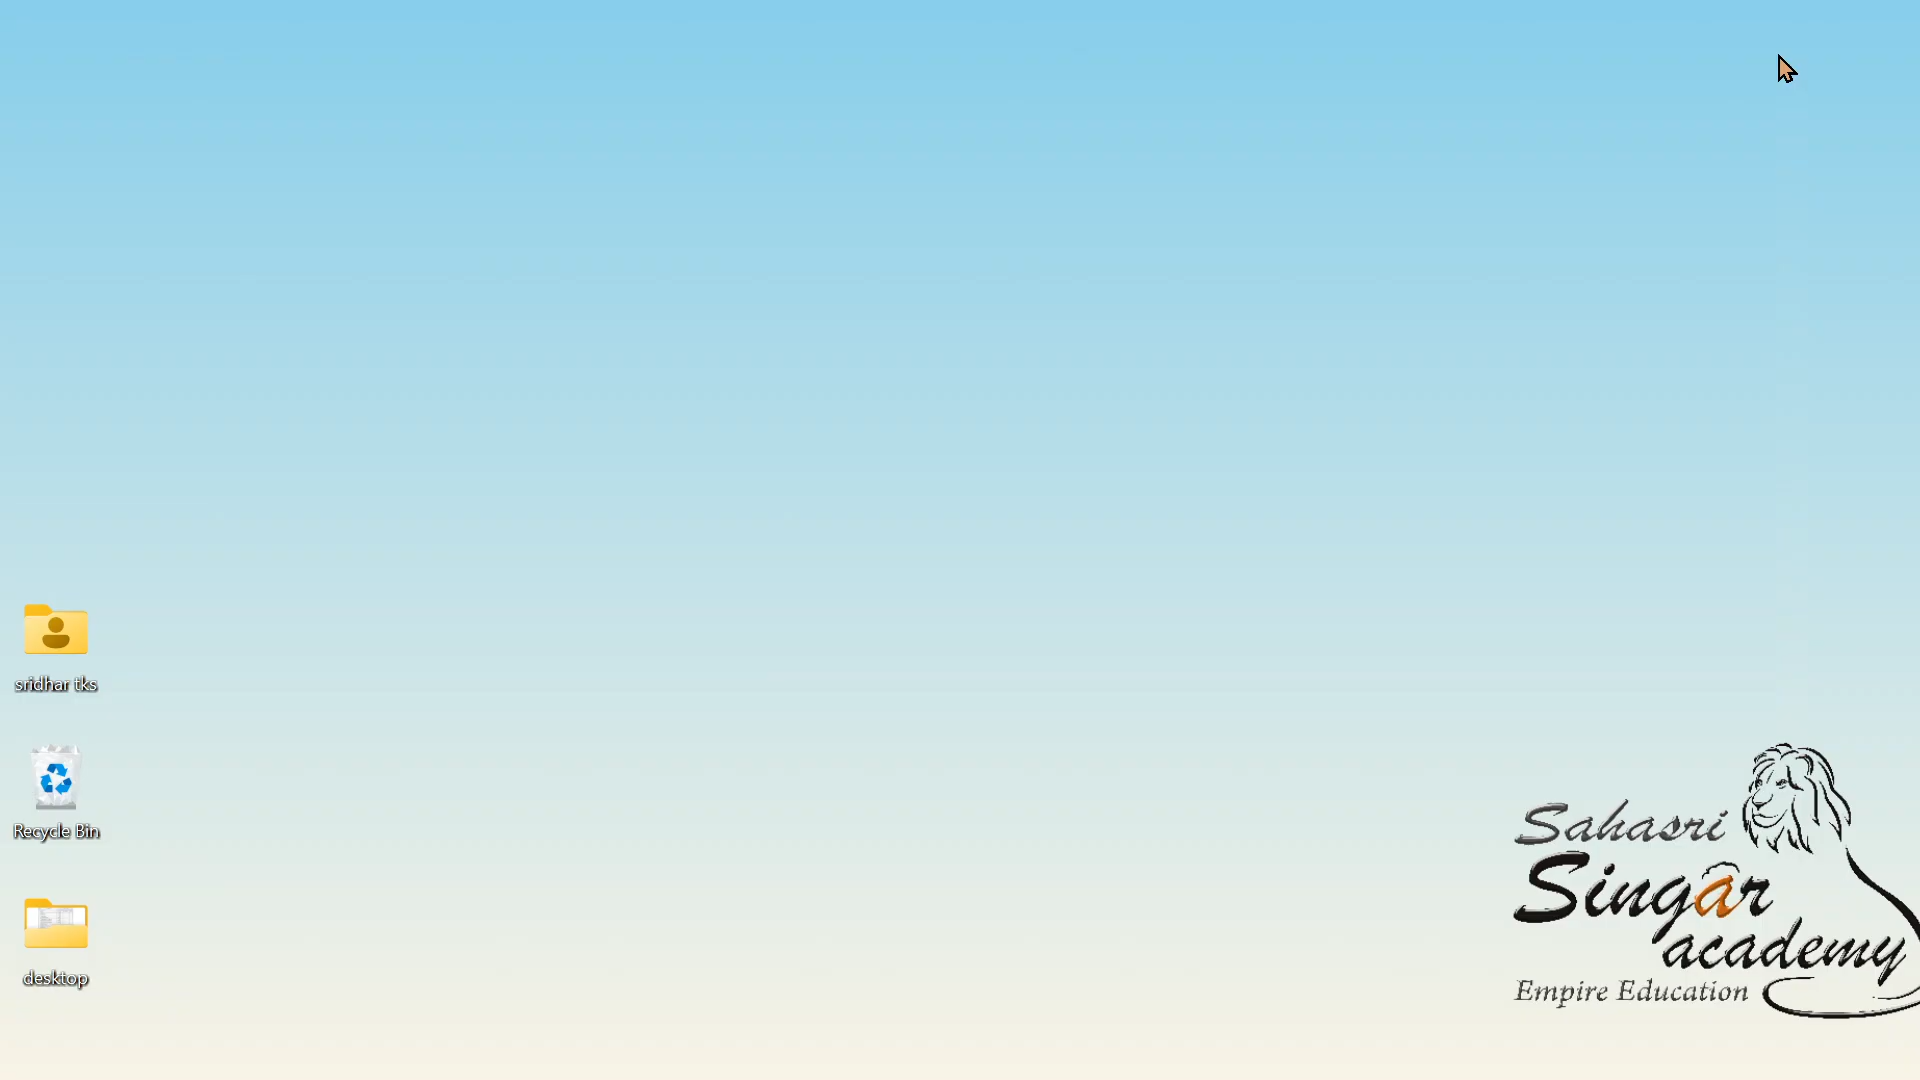 sridhar tks
Recycle Bin
desktop
Sahasri
Singar
academy
Empire Education